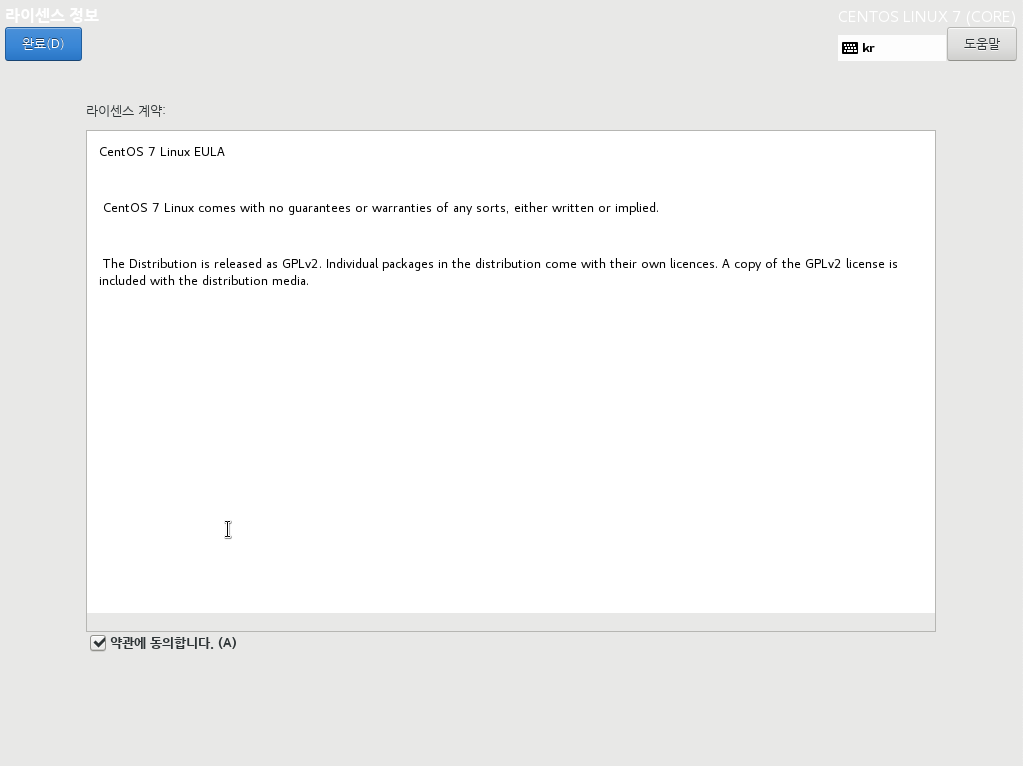 라이센스 정보
CENTOS LINUX 7 (CORE)
완료(D)
kr
도움말
라이센스 계약:
CentOS 7 Linux EULA
CentOS 7 Linux comes with no guarantees or warranties of any sorts, either written or implied.
The Distribution is released as GPLv2. Individual packages in the distribution come with their own licences. A copy of the GPLv2 license is
included with the distribution media.
약관에 동의합니다. (A)